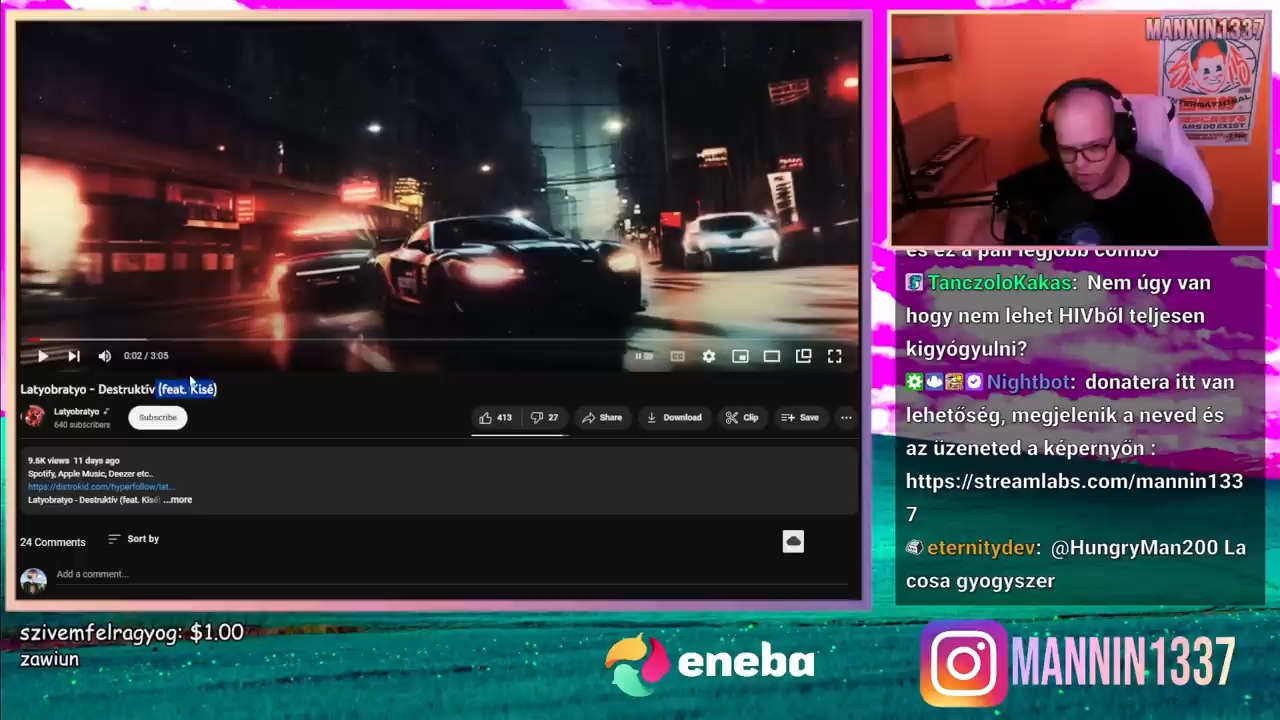 MANNIN1337
INTERNATIONAL
0:02 / 3:05
Latyobratyo - Destruktív (feat. Kisé)
Latyobratyo
640 subscribers
Subscribe
413
27
Share
Download
Clip
Save
9.6K views 11 days ago
Spotify, Apple Music, Deezer etc..
https://distrokid.com/hyperfollow/lat...
Latyobratyo - Destruktív (feat. Kisé) ...more
24 Comments
Sort by
Add a comment...
és ez a pali legjobb combo
TanczoloKakas: Nem úgy van
hogy nem lehet HIVből teljesen
kigyógyulni?
Nightbot: donatera itt van
lehetőség, megjelenik a neved és
az üzeneted a képernyőn :
https://streamlabs.com/mannin133
7
eternitydev: @HungryMan200 La
cosa gyogyszer
szivemfelragyog: $1.00
zawiun
eneba
MANNIN1337